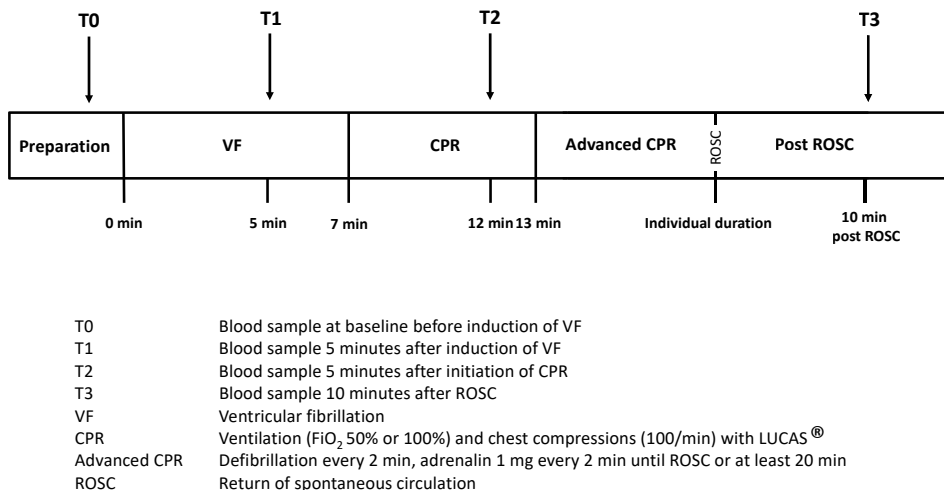 T0 T1 T2 T3
Preparation VF CPR Advanced CPR ROSC Post ROSC
0 min 5 min 7 min 12 min 13 min Individual duration 10 min
post ROSC
T0 Blood sample at baseline before induction of VF
T1 Blood sample 5 minutes after induction of VF
T2 Blood sample 5 minutes after initiation of CPR
T3 Blood sample 10 minutes after ROSC
VF Ventricular fibrillation
CPR Ventilation (FiO₂ 50% or 100%) and chest compressions (100/min) with LUCAS ®
Advanced CPR Defibrillation every 2 min, adrenalin 1 mg every 2 min until ROSC or at least 20 min
ROSC Return of spontaneous circulation